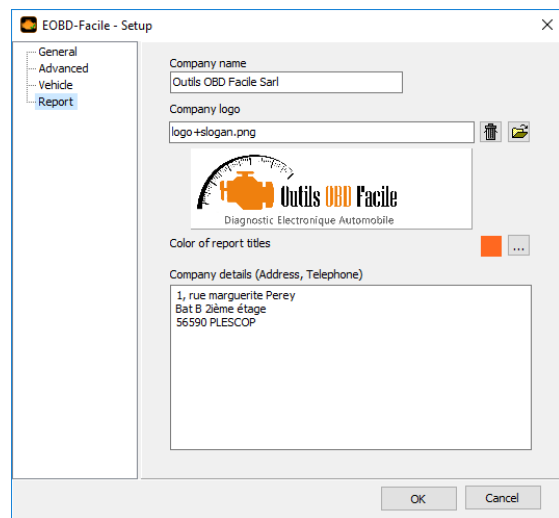 EOBD-Facile - Setup
General
Advanced
Vehicle
Report
Company name
Outils OBD Facile Sarl
Company logo
logo+slogan.png
Outils OBD Facile
Diagnostic Electronique Automobile
Color of report titles
...
Company details (Address, Telephone)
1, rue marguerite Perey
Bat B 2ième étage
56590 PLESCOP
OK
Cancel